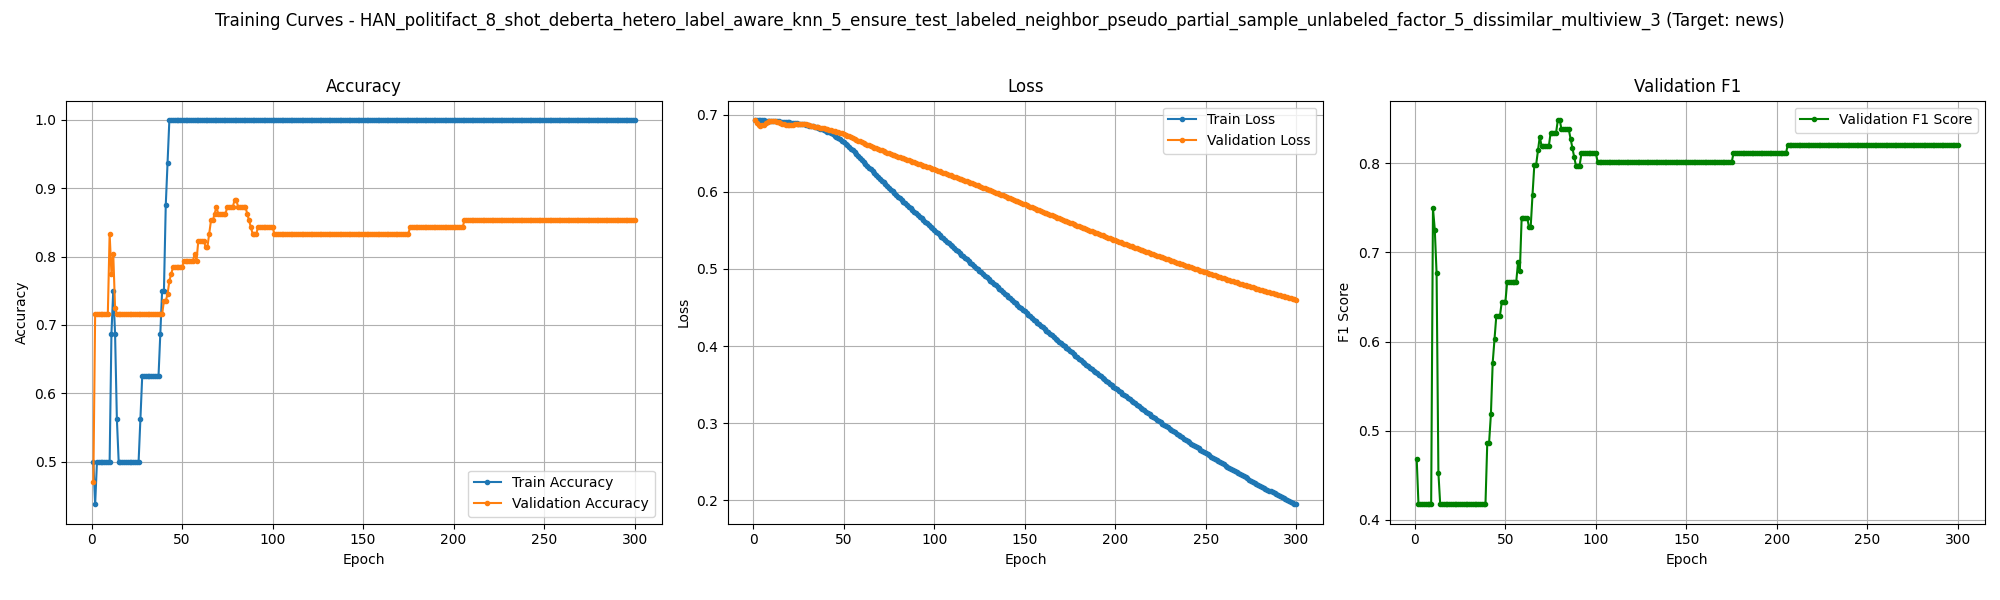 Training Curves - HAN_politifact_8_shot_deberta_hetero_label_aware_knn_5_ensure_test_labeled_neighbor_pseudo_partial_sample_unlabeled_factor_5_dissimilar_multiview_3 (Target: news)
Accuracy
1.0
0.9
0.8
0.7
0.6
0.5
Accuracy
Train Accuracy
Validation Accuracy
0 50 100 150 200 250 300
Epoch
Loss
0.7
0.6
0.5
0.4
0.3
0.2
Loss
Train Loss
Validation Loss
0 50 100 150 200 250 300
Epoch
Validation F1
0.8
0.7
0.6
0.5
0.4
F1 Score
Validation F1 Score
0 50 100 150 200 250 300
Epoch